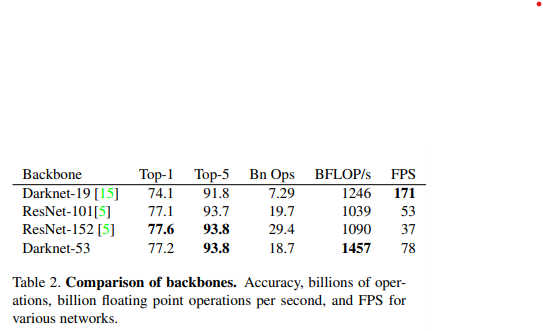 Backbone Top-1 Top-5 Bn Ops BFLOP/s FPS
Darknet-19 [15] 74.1 91.8 7.29 1246 171
ResNet-101[5] 77.1 93.7 19.7 1039 53
ResNet-152 [5] 77.6 93.8 29.4 1090 37
Darknet-53 77.2 93.8 18.7 1457 78
Table 2. Comparison of backbones. Accuracy, billions of oper-
ations, billion floating point operations per second, and FPS for
various networks.